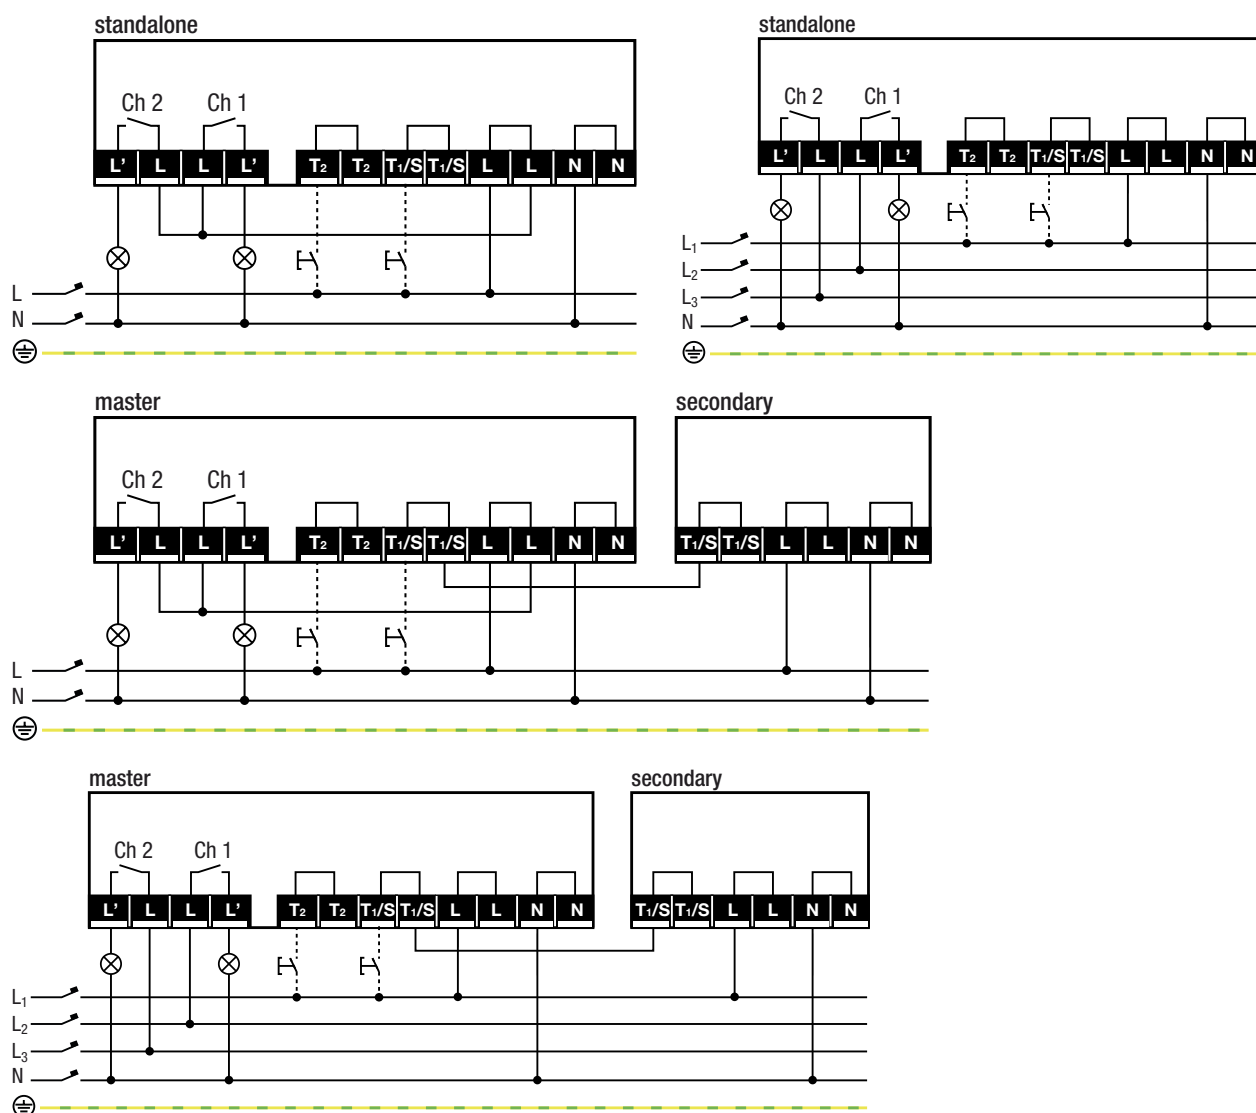 standalone
Ch 2 Ch 1
L' L L L' T₂ T₂ T₁/S T₁/S L L N N
L
N
standalone
Ch 2 Ch 1
L' L L L' T₂ T₂ T₁/S T₁/S L L N N
L₁
L₂
L₃
N
master
Ch 2 Ch 1
L' L L L' T₂ T₂ T₁/S T₁/S L L N N
secondary
T₁/S T₁/S L L N N
L
N
master
Ch 2 Ch 1
L' L L L' T₂ T₂ T₁/S T₁/S L L N N
secondary
T₁/S T₁/S L L N N
L₁
L₂
L₃
N